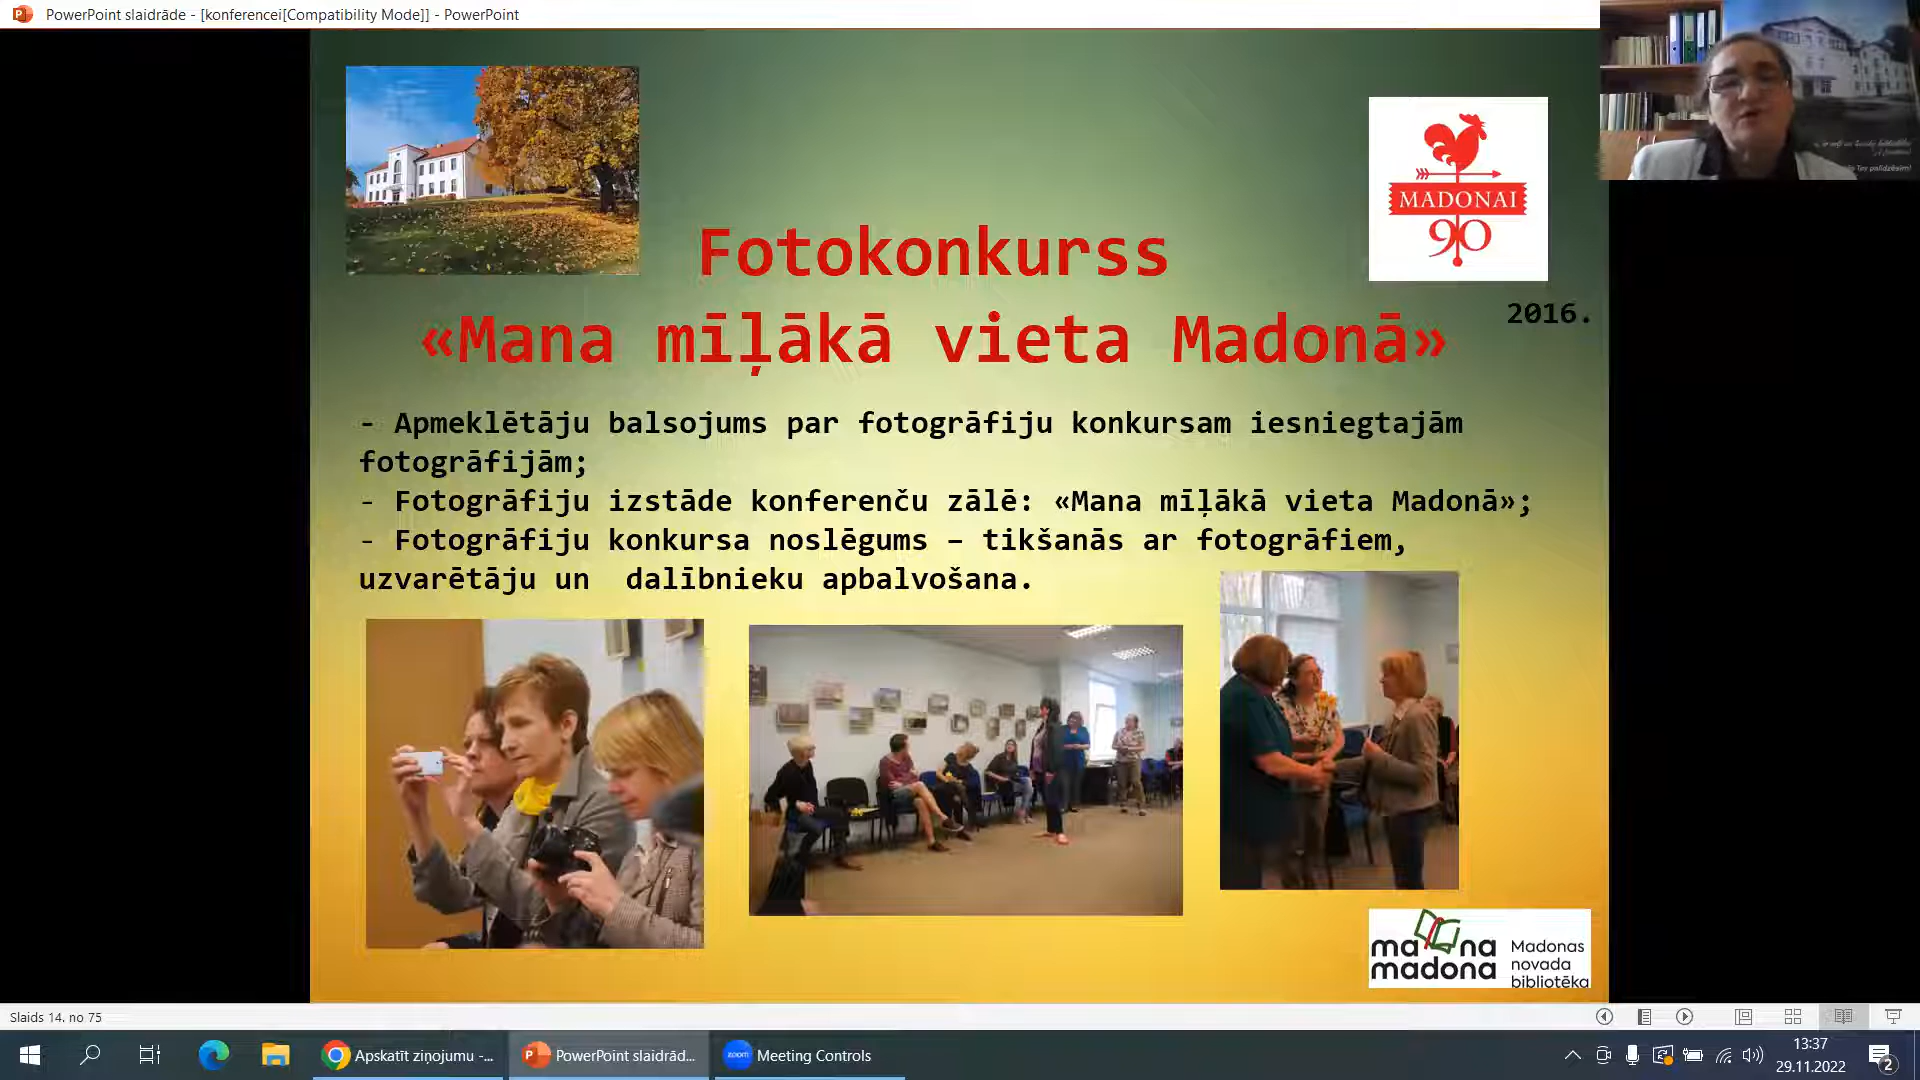 PowerPoint slaidrāde - [konferencei[Compatibility Mode]] - PowerPoint
MADONAI
90
Fotokonkurss
2016.
«Mana mīļākā vieta Madonā»
- Apmeklētāju balsojums par fotogrāfiju konkursam iesniegtajām
fotogrāfijām;
- Fotogrāfiju izstāde konferenču zālē: «Mana mīļākā vieta Madonā»;
- Fotogrāfiju konkursa noslēgums – tikšanās ar fotogrāfiem,
uzvarētāju un  dalībnieku apbalvošana.
mana
madona
Madonas
novada
bibliotēka
Slaids 14. no 75
Apskatīt ziņojumu -...
PowerPoint slaidrād...
zoom
Meeting Controls
13:37
29.11.2022
2